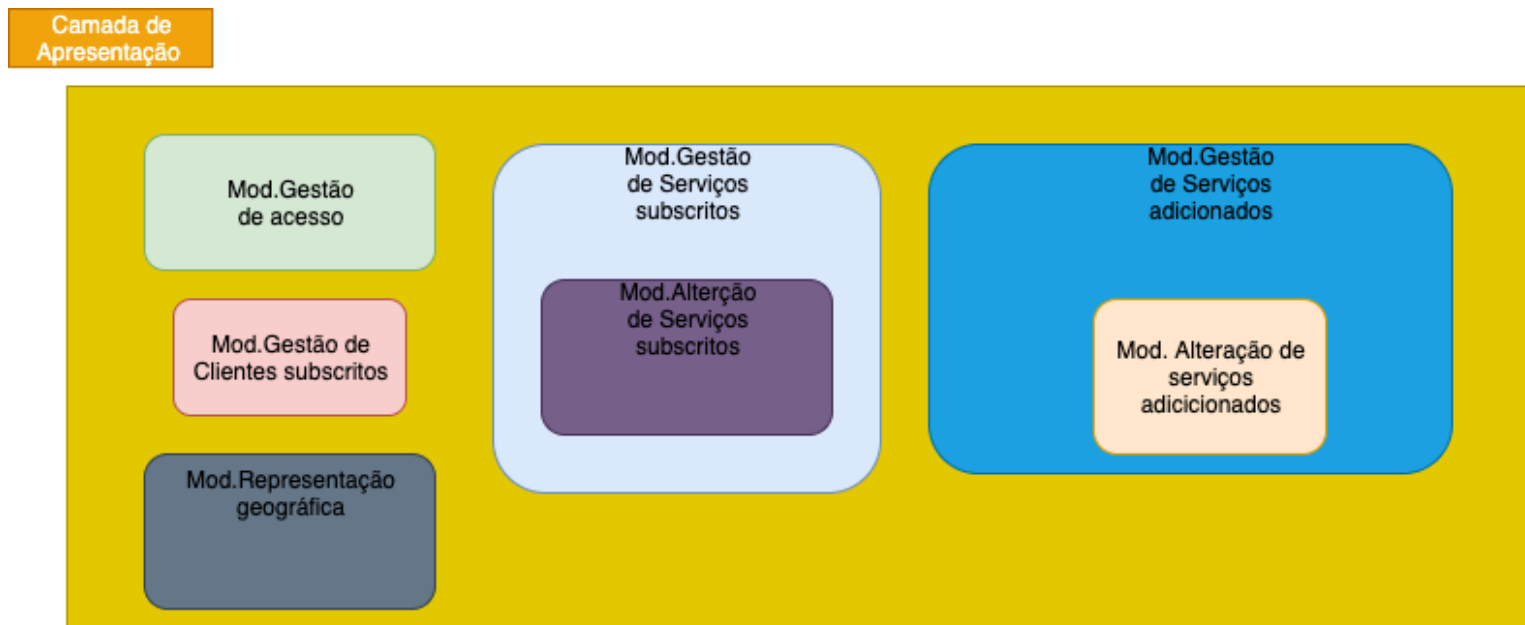 Camada de
Apresentação
Mod.Gestão
de acesso
Mod.Gestão de
Clientes subscritos
Mod.Representação
geográfica
Mod.Gestão
de Serviços
subscritos
Mod.Alterção
de Serviços
subscritos
Mod.Gestão
de Serviços
adicionados
Mod. Alteração de
serviços
adicicionados